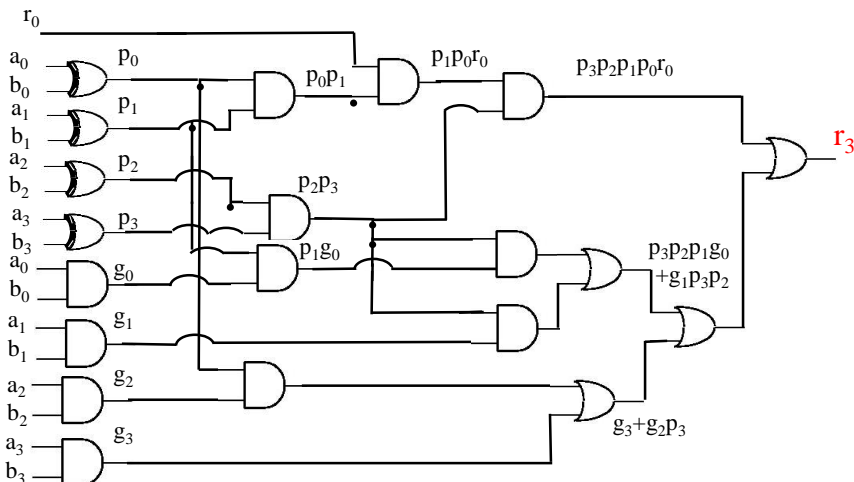 r₀
a₀ p₀
b₀
p₀p₁
p₁p₀r₀
p₃p₂p₁p₀r₀
a₁ p₁
b₁
r₃
a₂ p₂
b₂
p₂p₃
a₃ p₃
b₃
a₀ g₀
b₀
p₁g₀
p₃p₂p₁g₀
+g₁p₃p₂
a₁ g₁
b₁
a₂ g₂
b₂
g₃+g₂p₃
a₃ g₃
b₃